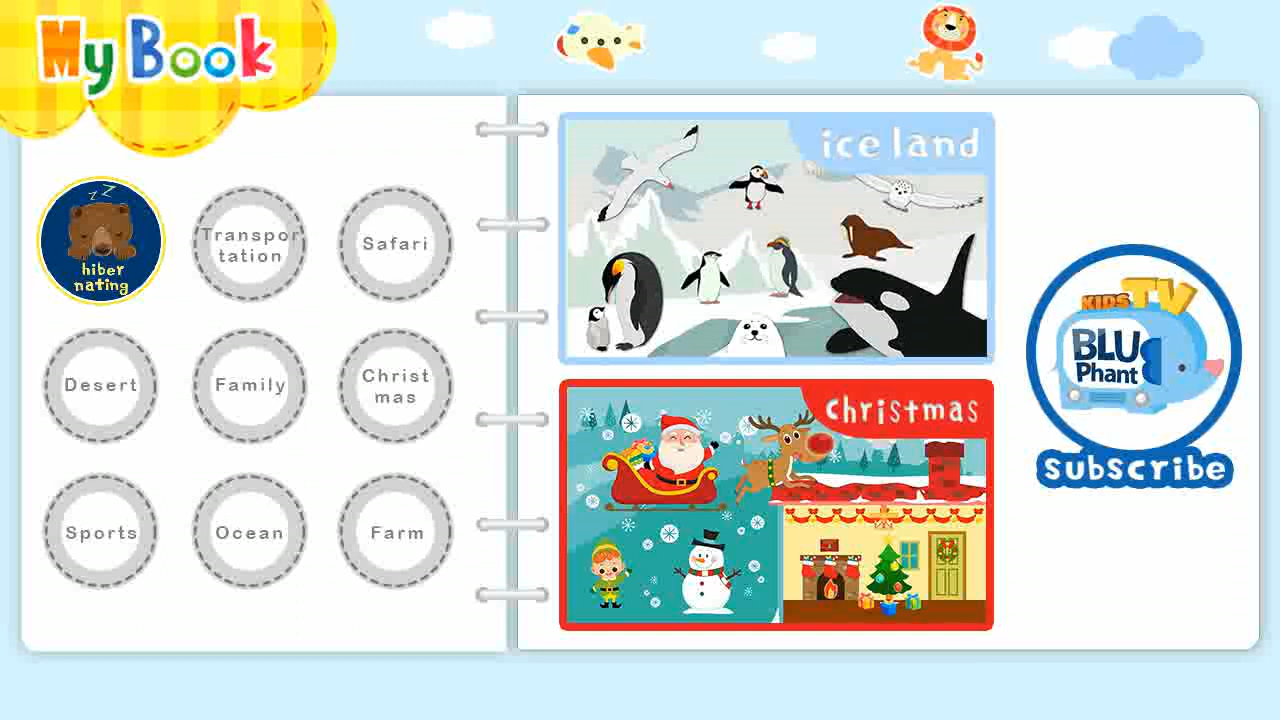 My Book
zz
hiber
nating
Transpor
tation
Safari
Desert
Family
Christ
mas
Sports
Ocean
Farm
ice land
christmas
KIDS TV
BLU
Phant
subscribe